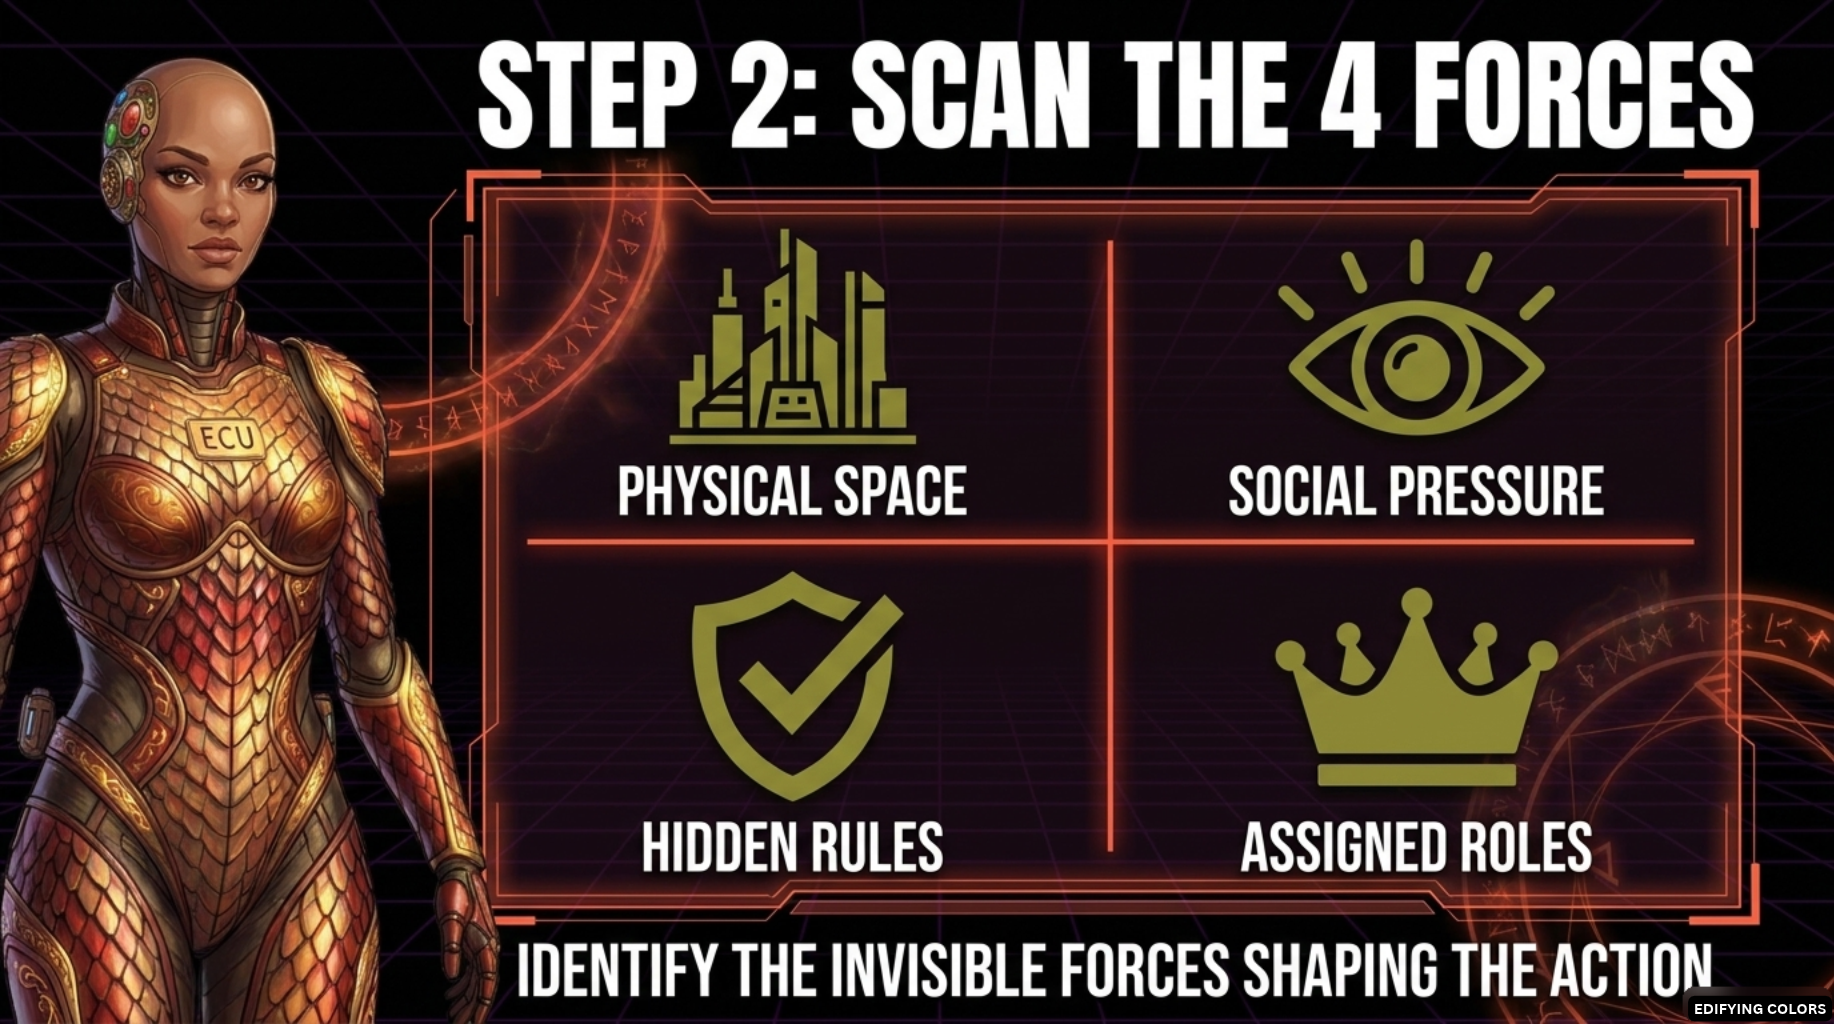 STEP 2: SCAN THE 4 FORCES
ECU
PHYSICAL SPACE
SOCIAL PRESSURE
HIDDEN RULES
ASSIGNED ROLES
IDENTIFY THE INVISIBLE FORCES SHAPING THE ACTION
EDIFYING COLORS